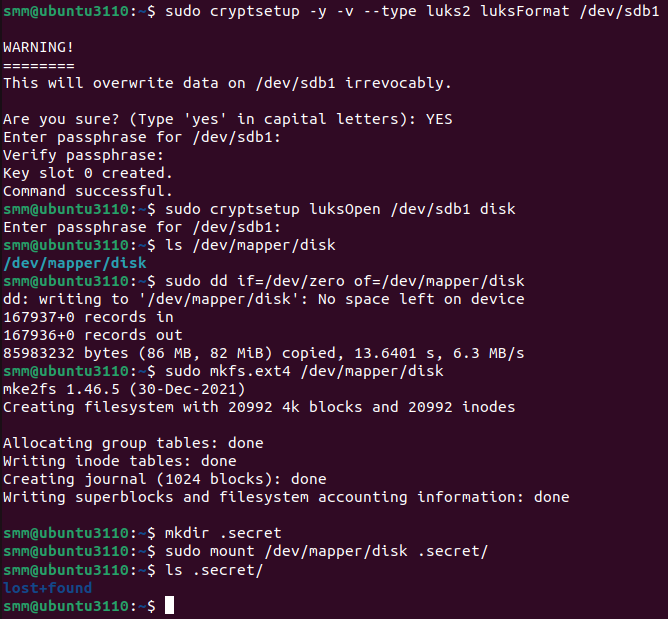 smm@ubuntu3110:~$ sudo cryptsetup -y -v --type luks2 luksFormat /dev/sdb1
WARNING!
========
This will overwrite data on /dev/sdb1 irrevocably.
Are you sure? (Type 'yes' in capital letters): YES
Enter passphrase for /dev/sdb1:
Verify passphrase:
Key slot 0 created.
Command successful.
smm@ubuntu3110:~$ sudo cryptsetup luksOpen /dev/sdb1 disk
Enter passphrase for /dev/sdb1:
smm@ubuntu3110:~$ ls /dev/mapper/disk
/dev/mapper/disk
smm@ubuntu3110:~$ sudo dd if=/dev/zero of=/dev/mapper/disk
dd: writing to '/dev/mapper/disk': No space left on device
167937+0 records in
167936+0 records out
85983232 bytes (86 MB, 82 MiB) copied, 13.6401 s, 6.3 MB/s
smm@ubuntu3110:~$ sudo mkfs.ext4 /dev/mapper/disk
mke2fs 1.46.5 (30-Dec-2021)
Creating filesystem with 20992 4k blocks and 20992 inodes
Allocating group tables: done
Writing inode tables: done
Creating journal (1024 blocks): done
Writing superblocks and filesystem accounting information: done
smm@ubuntu3110:~$ mkdir .secret
smm@ubuntu3110:~$ sudo mount /dev/mapper/disk .secret/
smm@ubuntu3110:~$ ls .secret/
lost+found
smm@ubuntu3110:~$